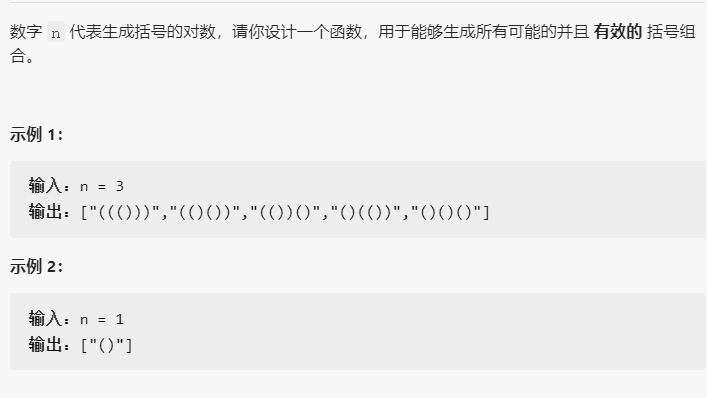 数字 n 代表生成括号的对数，请你设计一个函数，用于能够生成所有可能的并且 有效的 括号组
合。
示例 1：
输入：n = 3
输出：["((()))","(()())","(())()","()(())","()()()"]
示例 2：
输入：n = 1
输出：["()"]